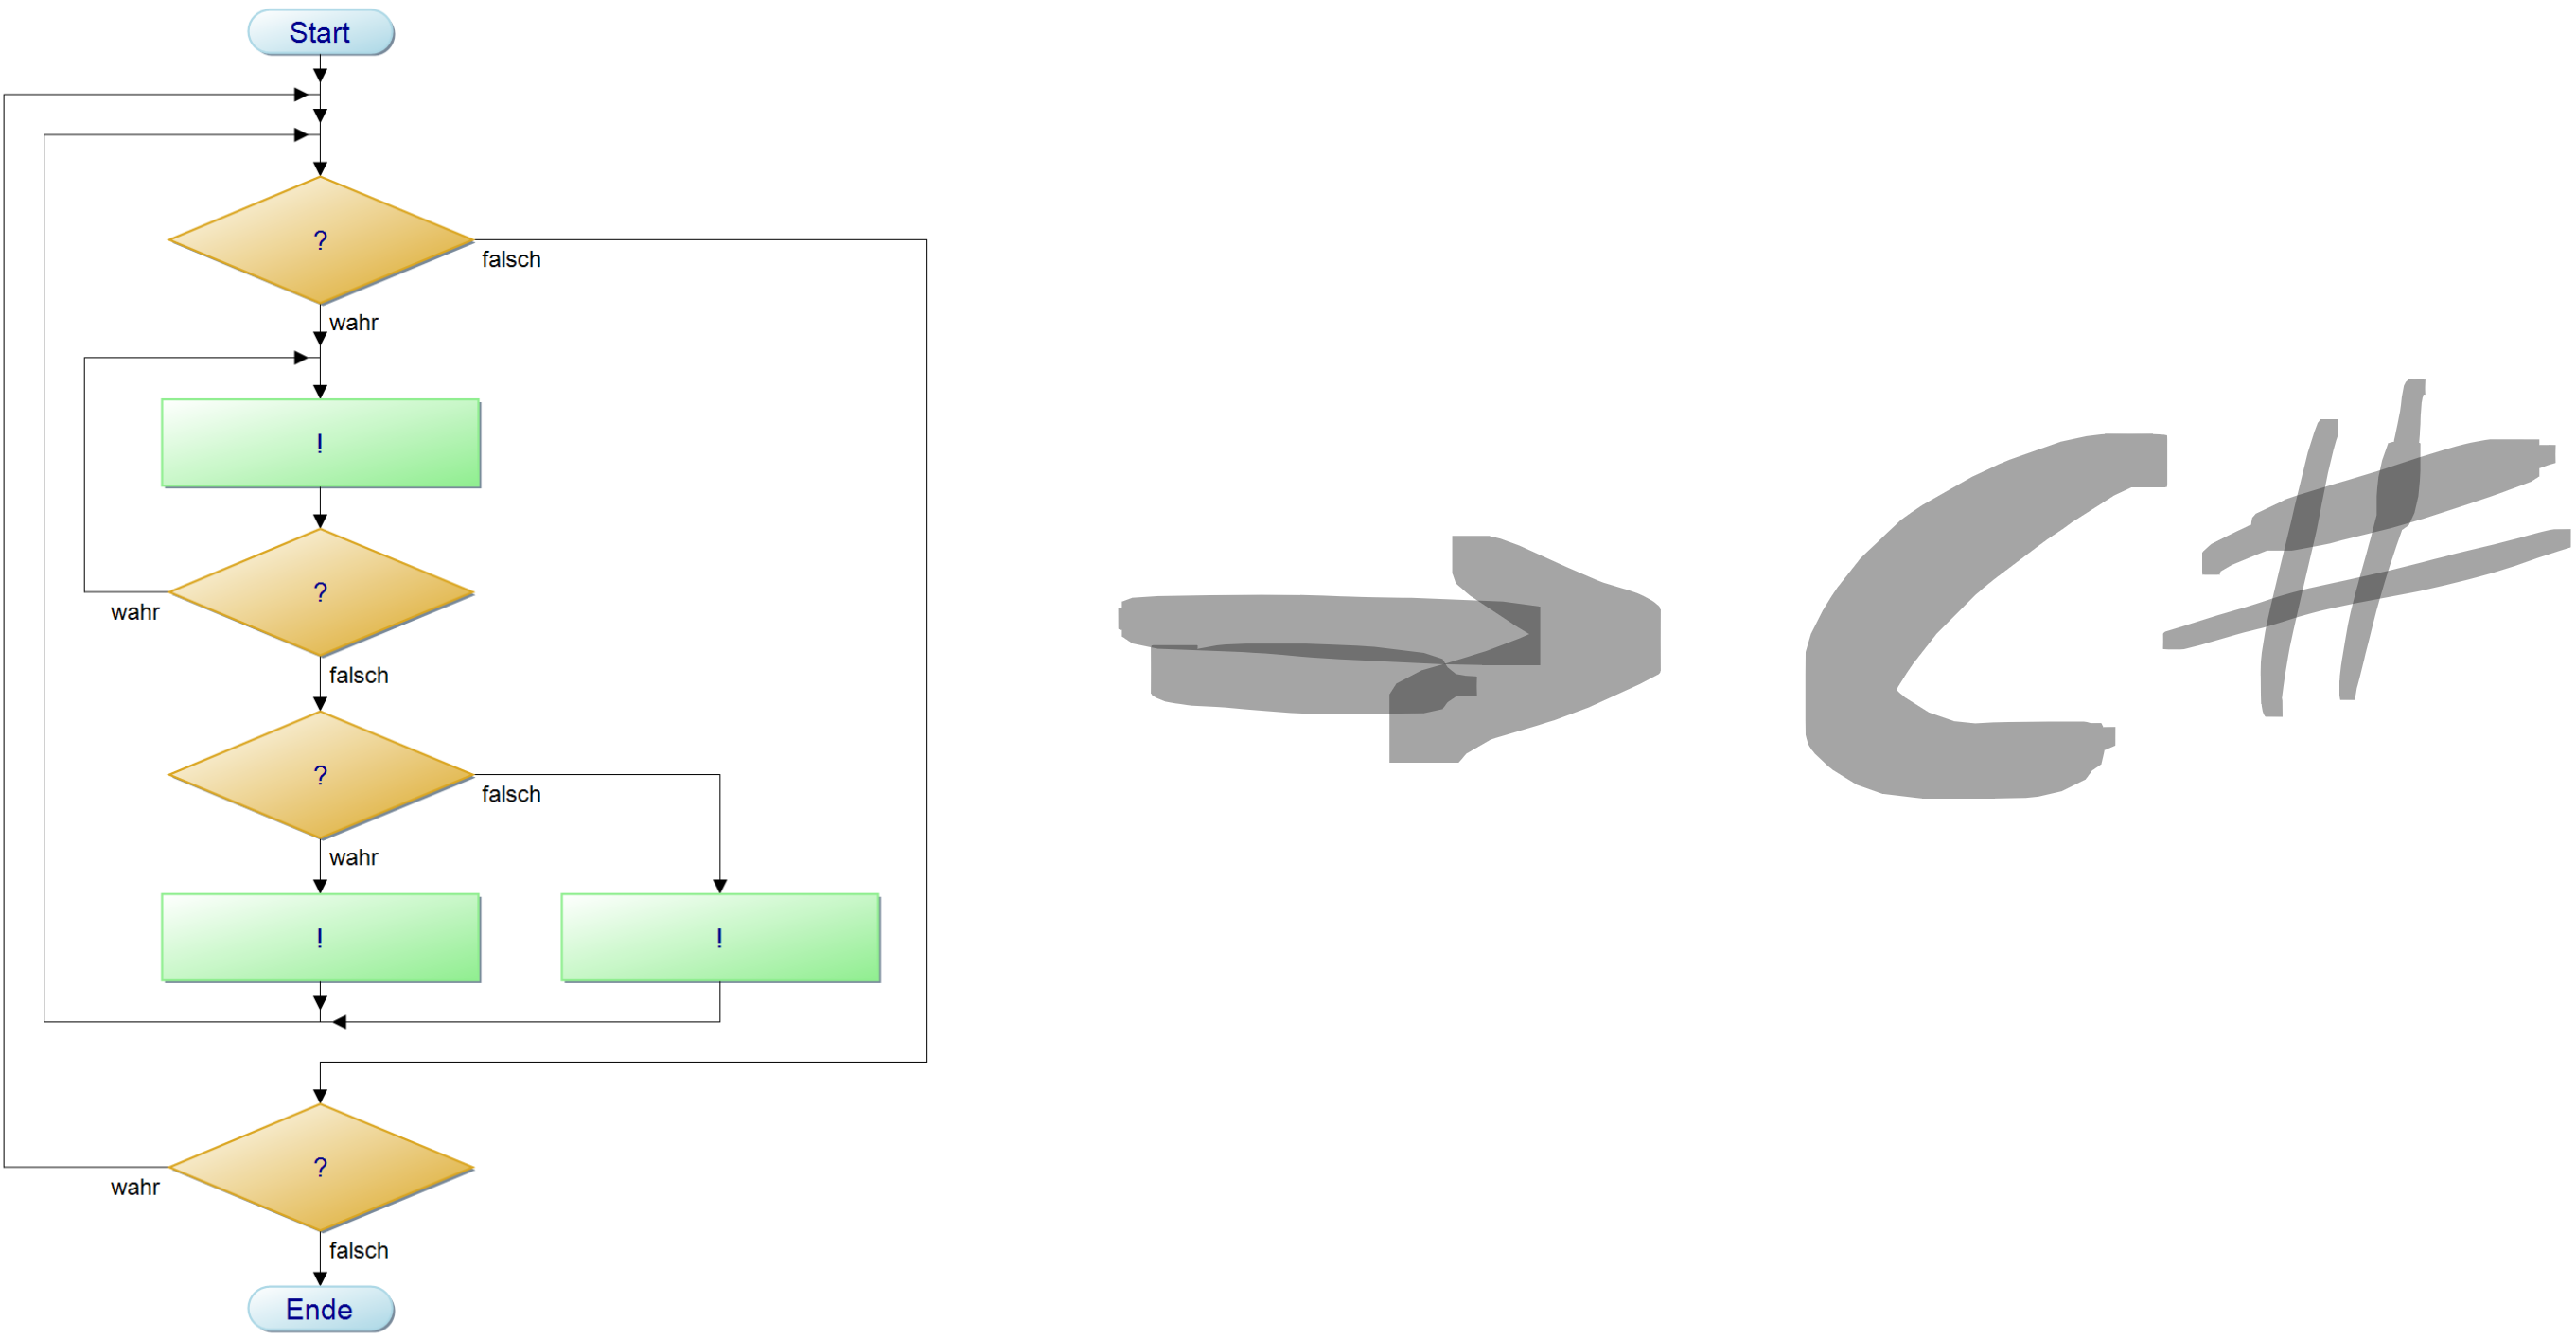 Start
?
falsch
wahr
!
?
wahr
falsch
?
falsch
wahr
!
!
?
wahr
falsch
Ende
C#